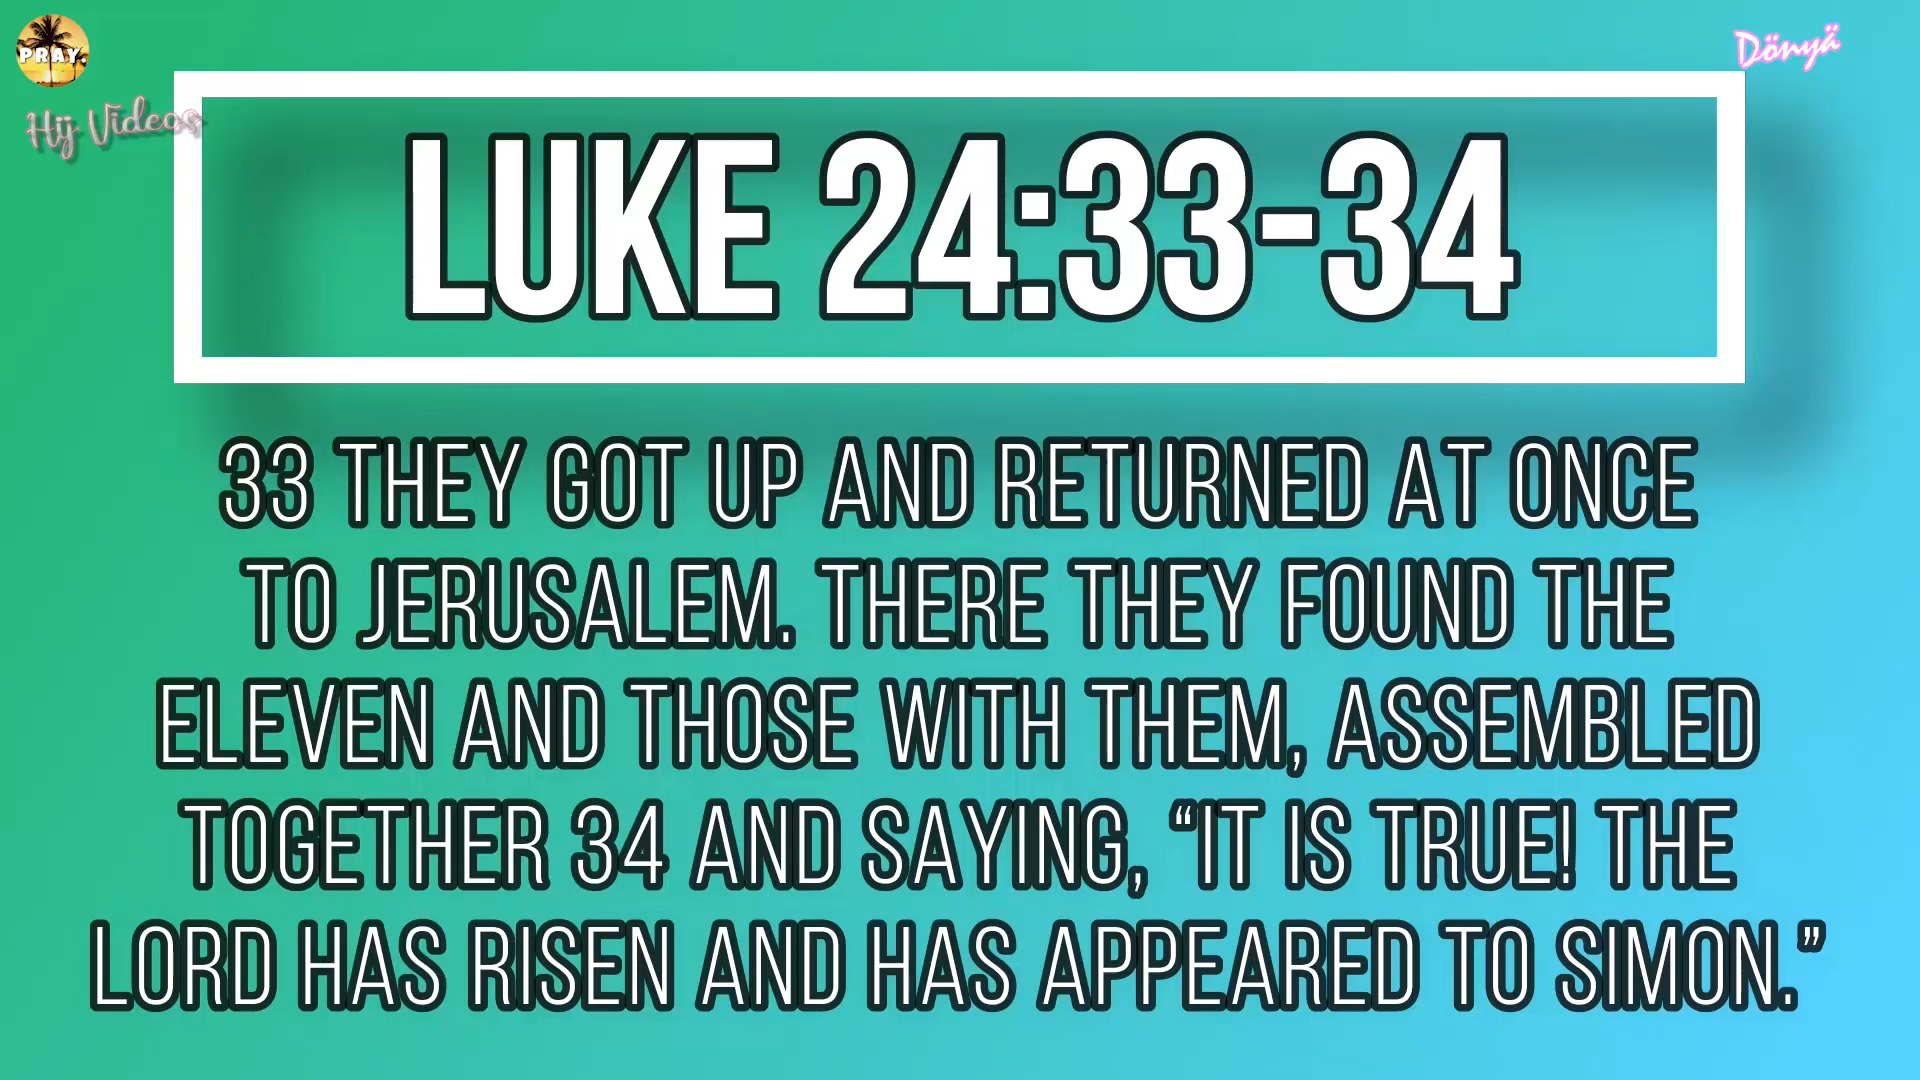 PRAY.
Hij Videos
Dönyä
LUKE 24:33-34
33 THEY GOT UP AND RETURNED AT ONCE
TO JERUSALEM. THERE THEY FOUND THE
ELEVEN AND THOSE WITH THEM, ASSEMBLED
TOGETHER 34 AND SAYING, “IT IS TRUE! THE
LORD HAS RISEN AND HAS APPEARED TO SIMON.”